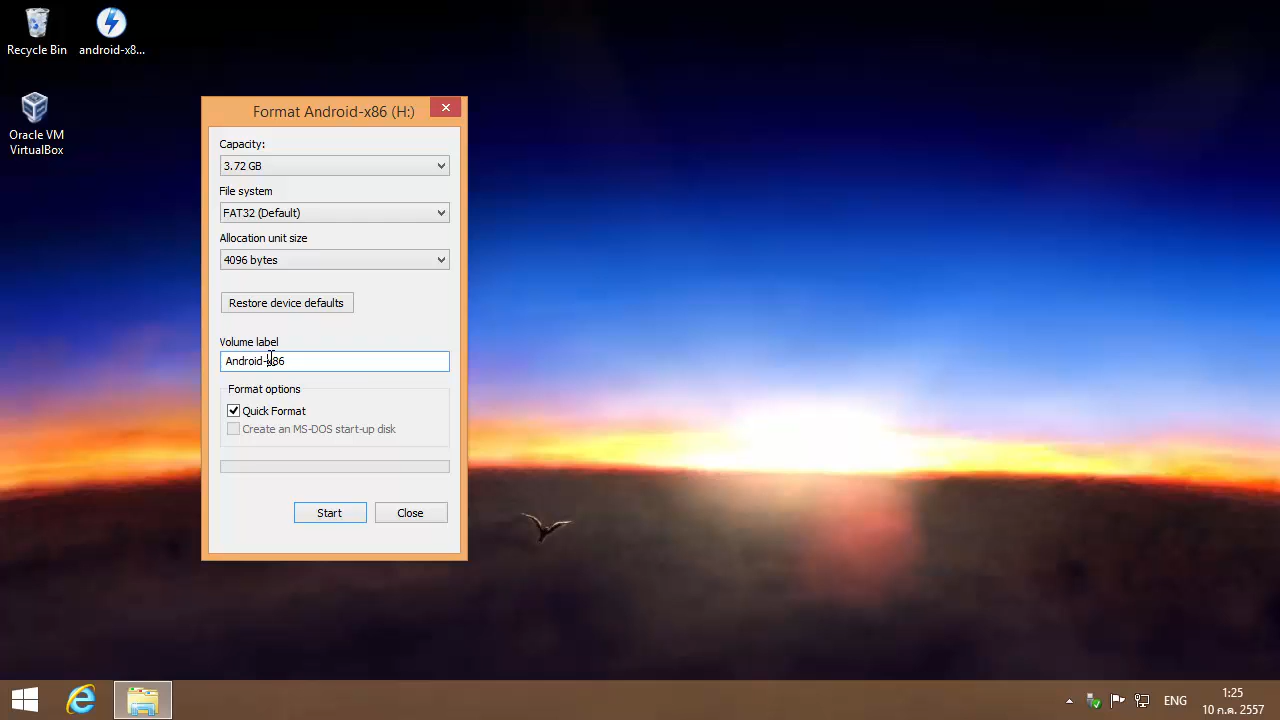 Recycle Bin
android-x8...
Oracle VM
VirtualBox
Format Android-x86 (H:)
Capacity:
3.72 GB
File system
FAT32 (Default)
Allocation unit size
4096 bytes
Restore device defaults
Volume label
Android-x86
Format options
Quick Format
Create an MS-DOS start-up disk
Start
Close
ENG
1:25
10 ก.ค. 2557